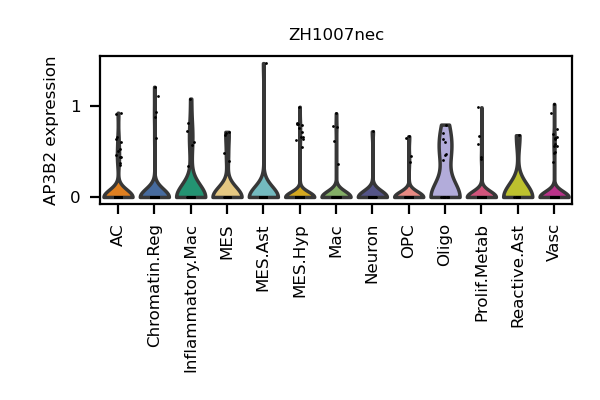 ZH1007nec
AP3B2 expression
1
0
AC
Chromatin.Reg
Inflammatory.Mac
MES
MES.Ast
MES.Hyp
Mac
Neuron
OPC
Oligo
Prolif.Metab
Reactive.Ast
Vasc